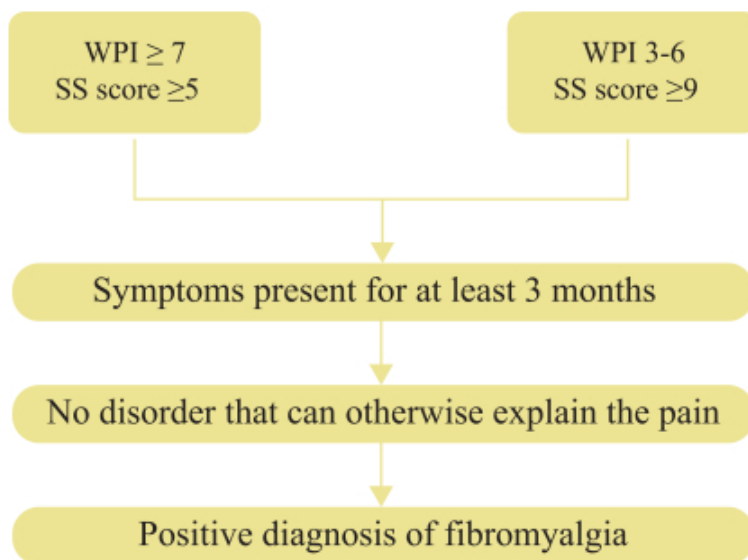 WPI ≥ 7
SS score ≥5
WPI 3-6
SS score ≥9
Symptoms present for at least 3 months
No disorder that can otherwise explain the pain
Positive diagnosis of fibromyalgia